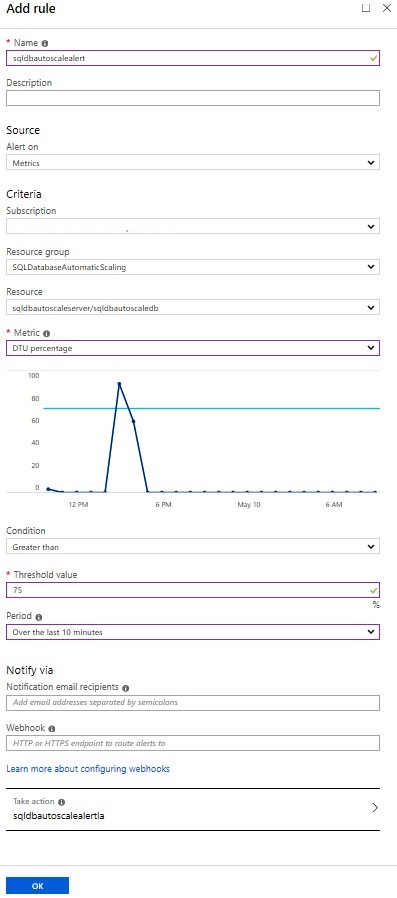 Add rule
* Name
sqldbautoscalealert
Description
Source
Alert on
Metrics
Criteria
Subscription
Resource group
SQLDatabaseAutomaticScaling
Resource
sqldbautoscaleserver/sqldbautoscaledb
* Metric
DTU percentage
100
80
60
40
20
0
12 PM 6 PM May 10 6 AM
Condition
Greater than
* Threshold value
75
%
Period
Over the last 10 minutes
Notify via
Notification email recipients
Add email addresses separated by semicolons
Webhook
HTTP or HTTPS endpoint to route alerts to
Learn more about configuring webhooks
Take action
sqldbautoscalealertla
OK